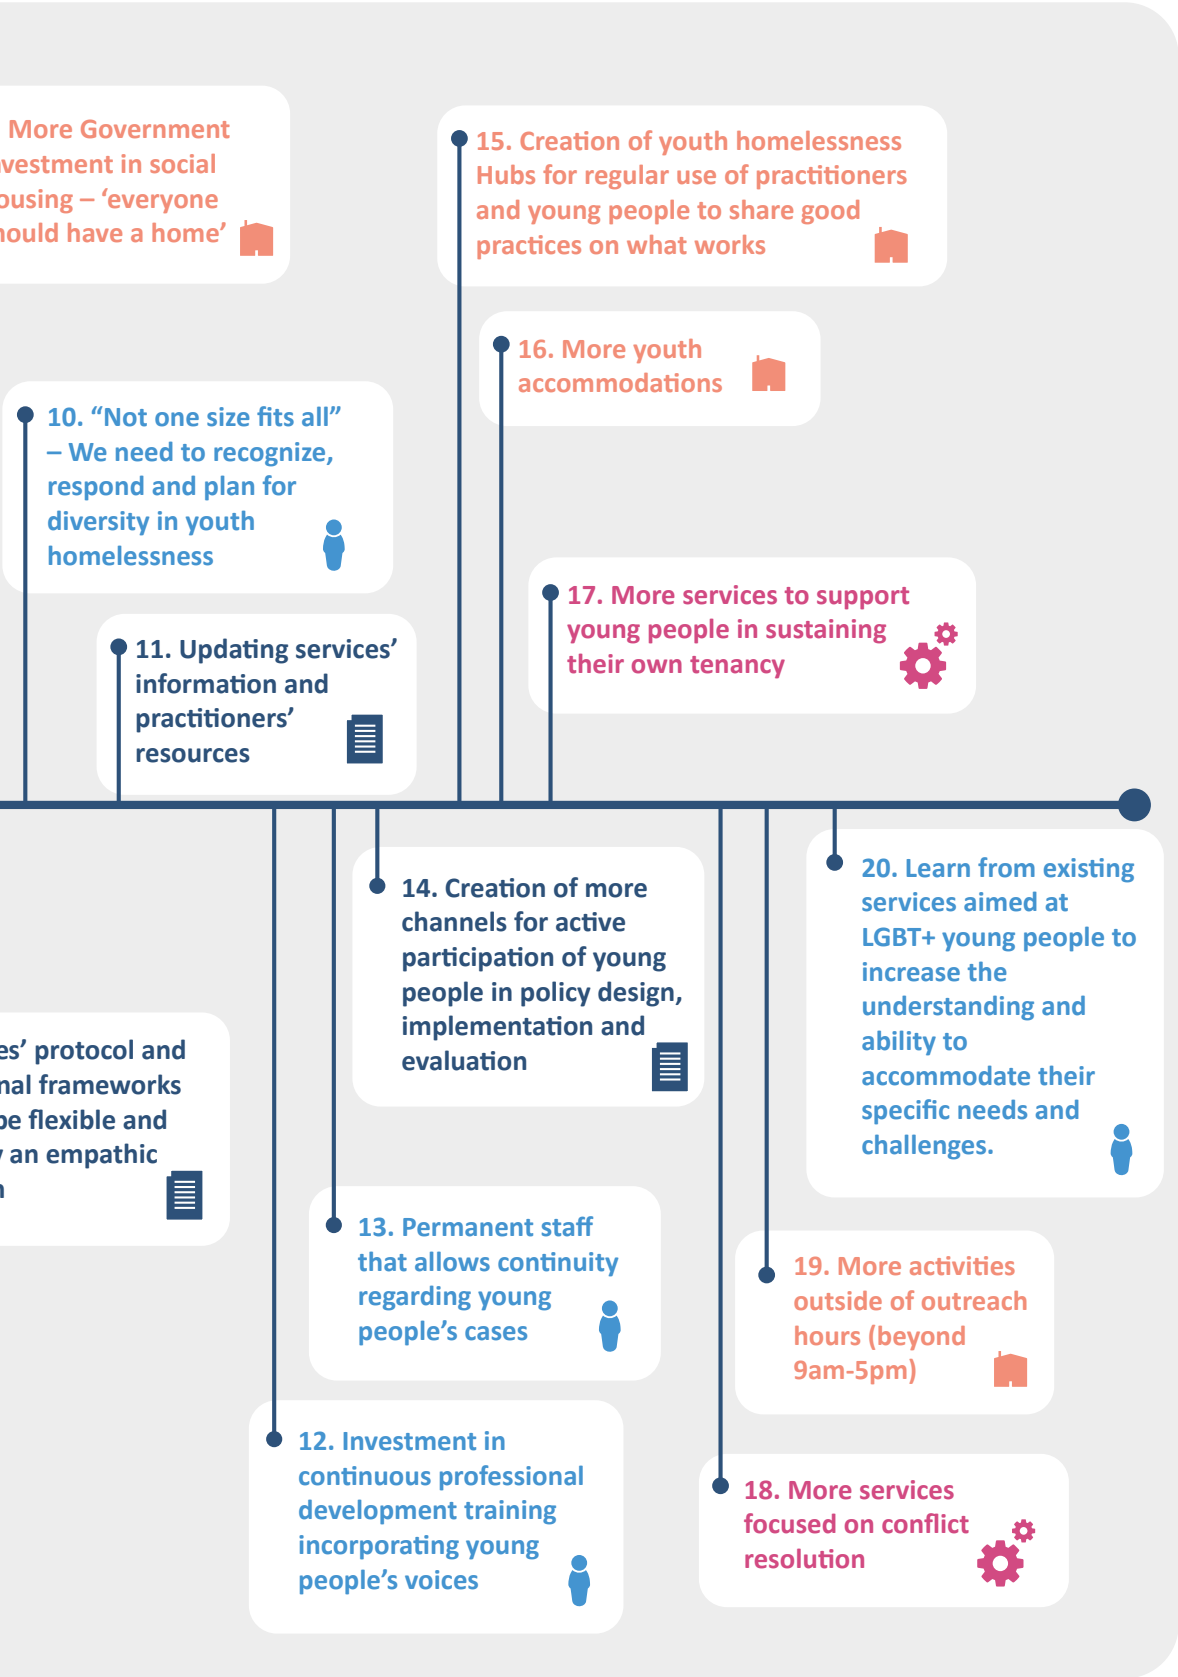 More Government
vestment in social
ousing – ‘everyone
hould have a home’
10. “Not one size fits all”
– We need to recognize,
respond and plan for
diversity in youth
homelessness
11. Updating services’
information and
practitioners’
resources
15. Creation of youth homelessness
Hubs for regular use of practitioners
and young people to share good
practices on what works
16. More youth
accommodations
17. More services to support
young people in sustaining
their own tenancy
es’ protocol and
nal frameworks
be flexible and
an empathic
12. Investment in
continuous professional
development training
incorporating young
people’s voices
13. Permanent staff
that allows continuity
regarding young
people’s cases
14. Creation of more
channels for active
participation of young
people in policy design,
implementation and
evaluation
18. More services
focused on conflict
resolution
19. More activities
outside of outreach
hours (beyond
9am-5pm)
20. Learn from existing
services aimed at
LGBT+ young people to
increase the
understanding and
ability to
accommodate their
specific needs and
challenges.